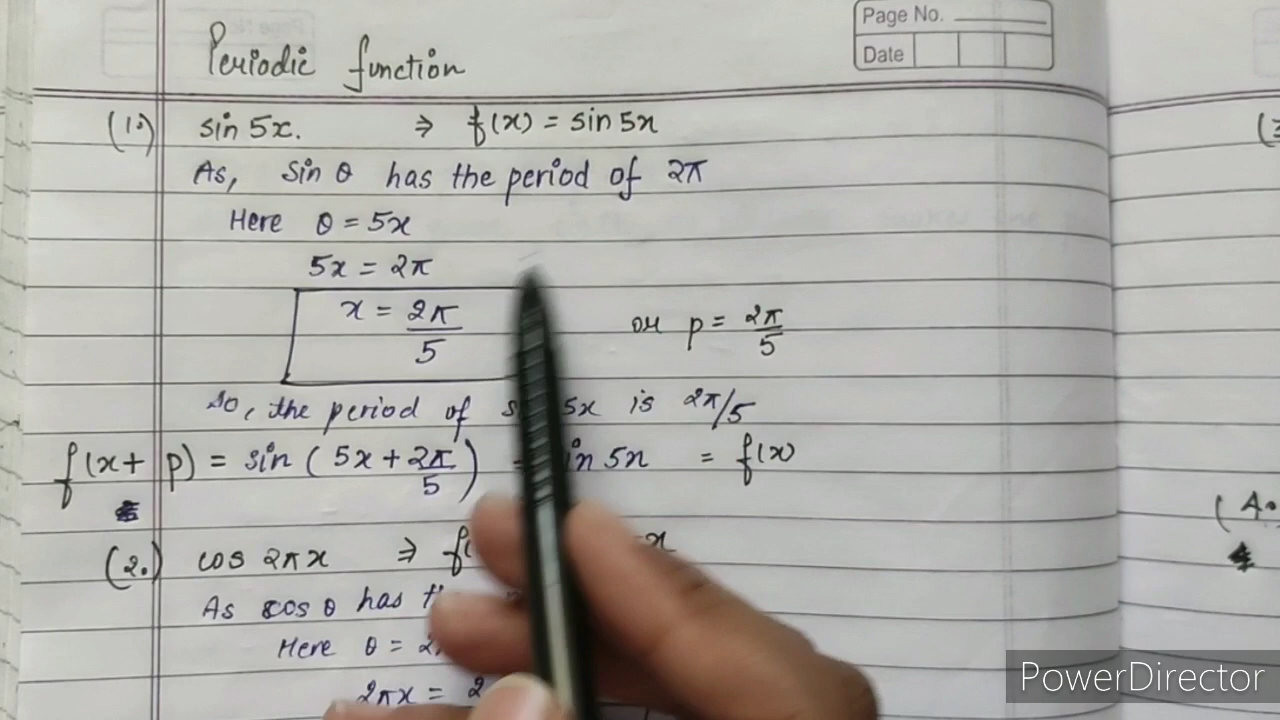 Page No.
Date
Periodic function
(1.) sin 5x. ⇒ f(x) = sin 5x
As, sin θ has the period of 2π
Here θ = 5x
5x = 2π
x = 2π/5 or p = 2π/5
so, the period of 5x is 2π/5
f(x + p) = sin (5x + 2π/5) in 5x = f(x)
(2.) cos 2πx ⇒ f( x
As cos θ has
Here θ = 2
2πx = 2
(A.
PowerDirector